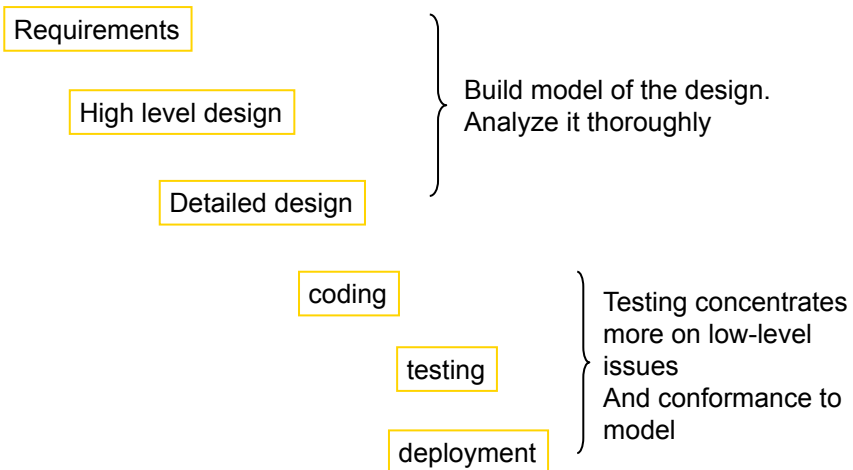 Requirements
High level design
Build model of the design.
Analyze it thoroughly
Detailed design
coding
testing
deployment
Testing concentrates
more on low-level
issues
And conformance to
model